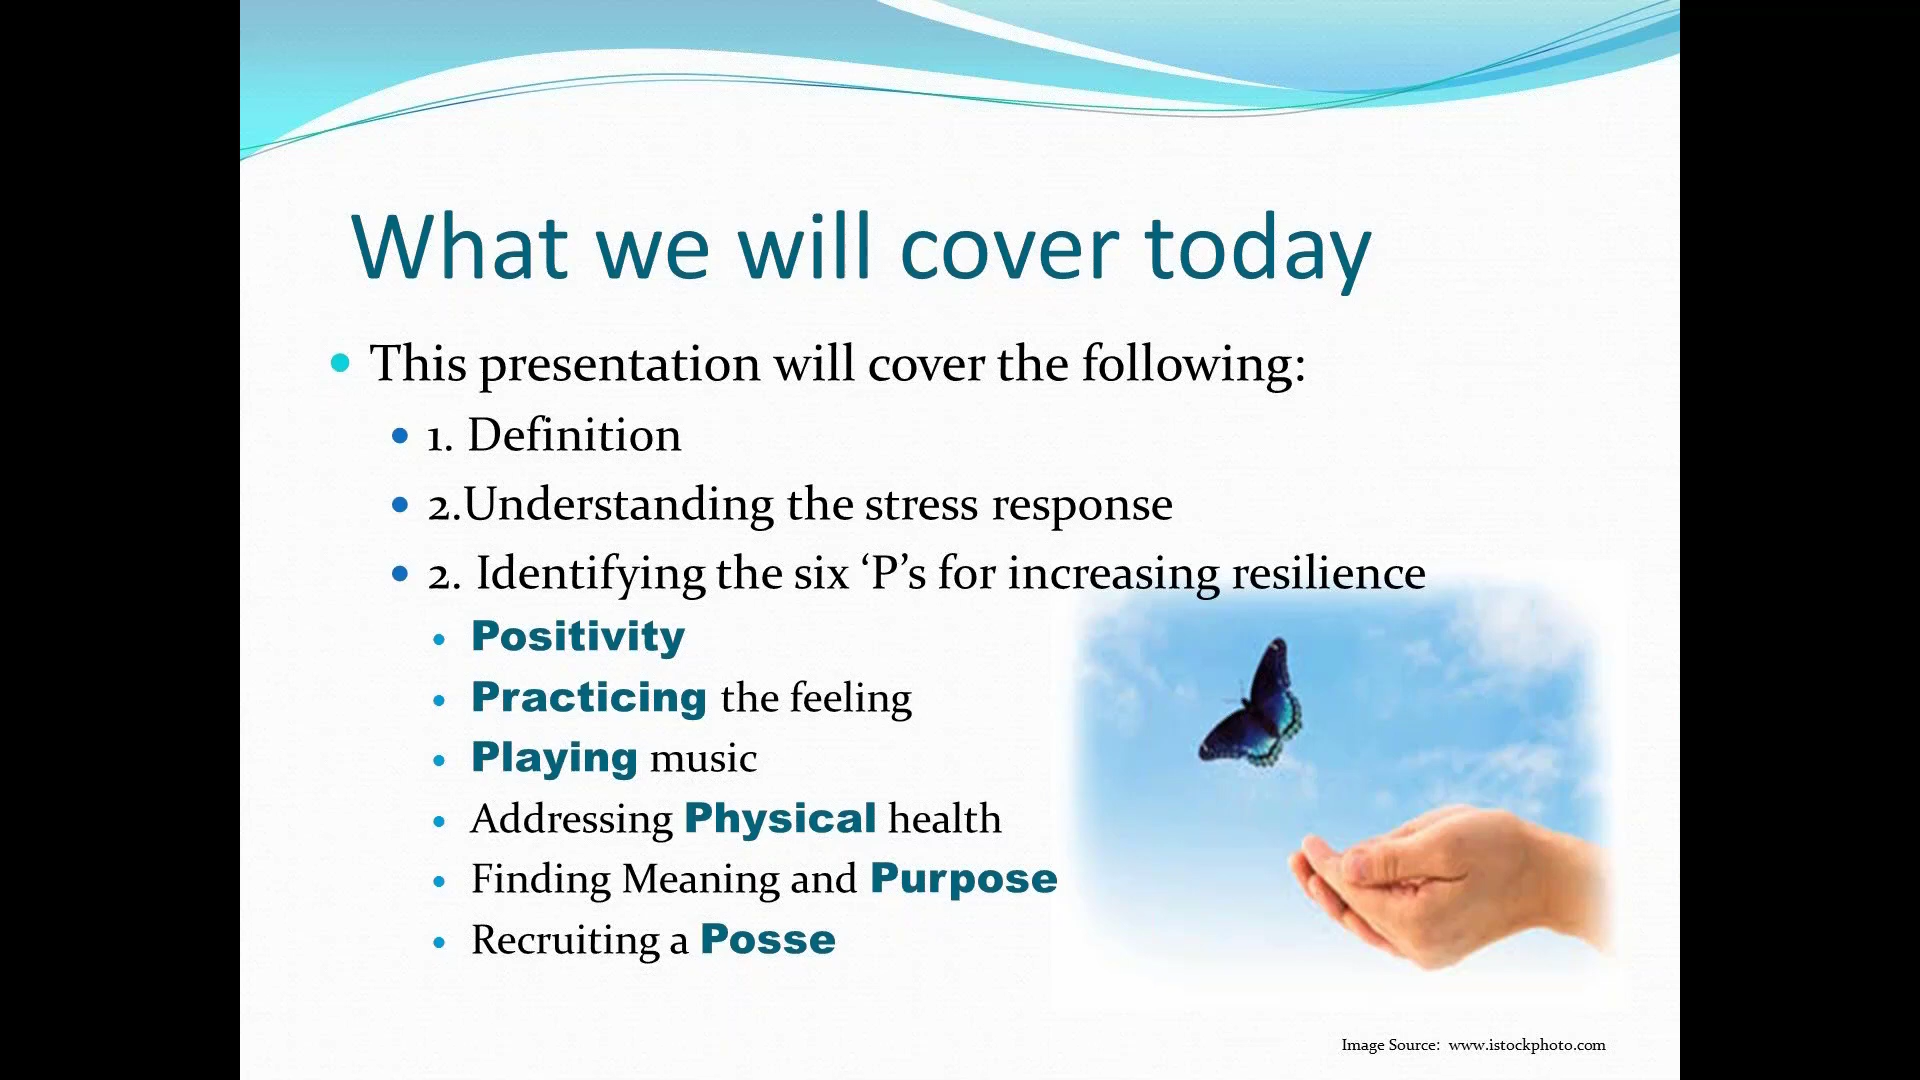 What we will cover today
• This presentation will cover the following:
• 1. Definition
• 2.Understanding the stress response
• 2. Identifying the six ‘P’s for increasing resilience
• Positivity
• Practicing the feeling
• Playing music
• Addressing Physical health
• Finding Meaning and Purpose
• Recruiting a Posse
Image Source: www.istockphoto.com